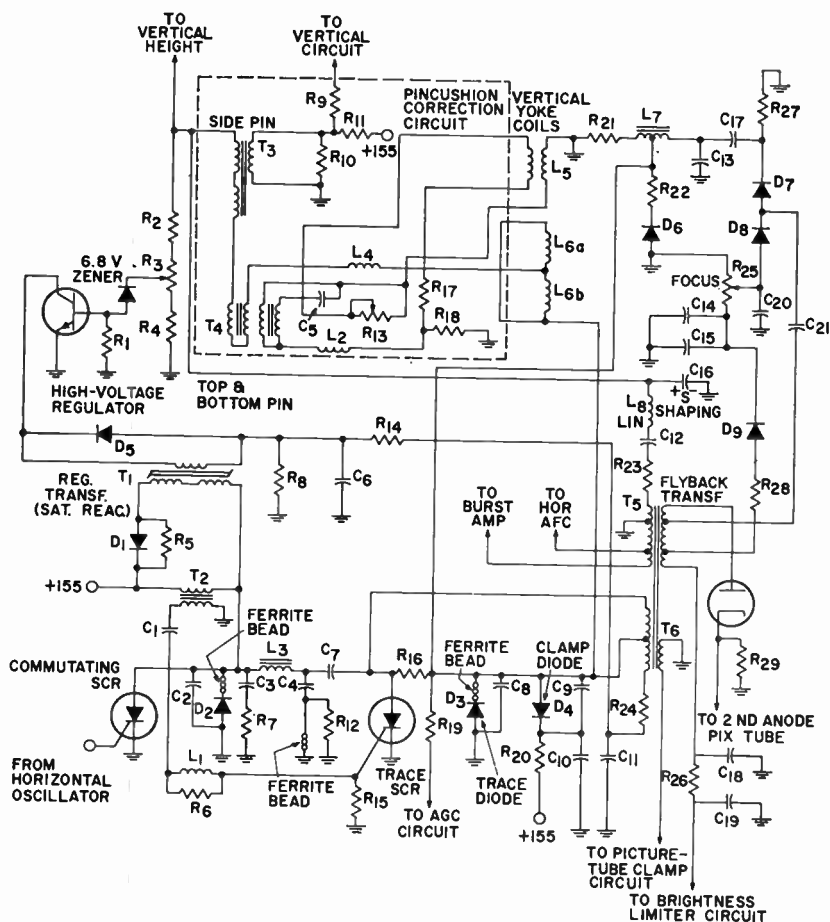 TO
VERTICAL
HEIGHT
TO
VERTICAL
CIRCUIT
R9
R11
+155
R10
SIDE PIN
T3
PINCUSHION
CORRECTION
CIRCUIT
VERTICAL
YOKE
COILS
L5
R21
L7
C17
R27
C13
R22
D6
D7
D8
R2
R3
R4
6.8 V
ZENER
R1
HIGH-VOLTAGE
REGULATOR
T4
L4
C5
R13
L2
R17
R18
L6a
L6b
FOCUS
R25
C20
C21
C14
C15
TOP &
BOTTOM PIN
C16
+S-
SHAPING
L8
LIN
C12
D9
R23
R28
D5
R14
R8
C6
T1
REG.
TRANSF.
(SAT. REAC)
D1
R5
+155
T2
TO
BURST
AMP
TO
HOR
AFC
T5
FLYBACK
TRANSF
FERRITE
BEAD
C1
COMMUTATING
SCR
L3
C7
C2
D2
C3
C4
R7
R12
R16
FERRITE
BEAD
D3
C8
CLAMP
DIODE
D4
C9
T6
R24
R29
TO 2 ND ANODE
PIX TUBE
FROM
HORIZONTAL
OSCILLATOR
L1
R6
FERRITE
BEAD
TRACE
SCR
R15
R19
TO AGC
CIRCUIT
TRACE
DIODE
R20
+155
C10
C11
R26
C18
C19
TO PICTURE-
TUBE CLAMP
CIRCUIT
TO BRIGHTNESS
LIMITER CIRCUIT